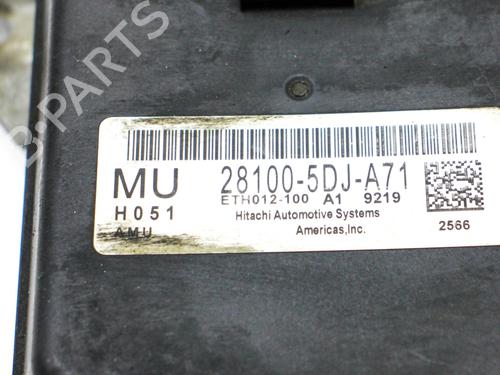 B-PARTS
MU 28100-5DJ-A71
H051 ETH012-100 A1 9219
AMU Hitachi Automotive Systems
Americas,Inc. 2566